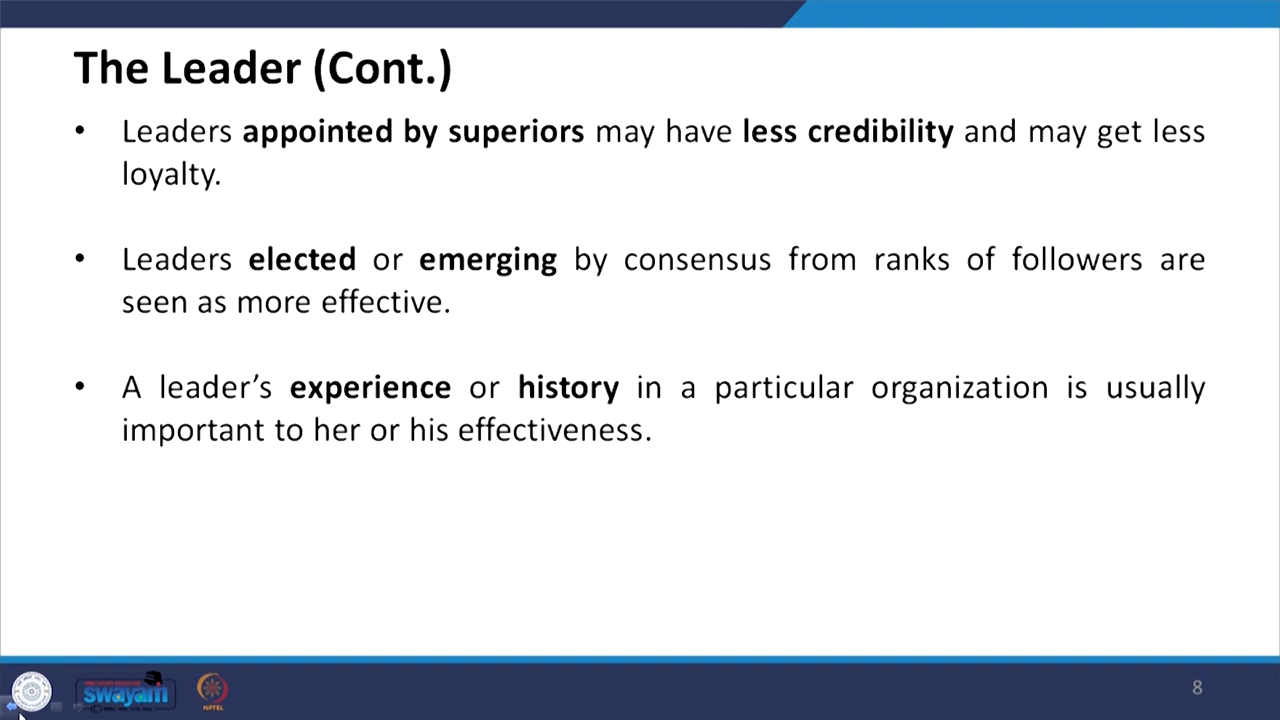 The Leader (Cont.)
• Leaders appointed by superiors may have less credibility and may get less
loyalty.
• Leaders elected or emerging by consensus from ranks of followers are
seen as more effective.
• A leader’s experience or history in a particular organization is usually
important to her or his effectiveness.
swayam
NPTEL
8